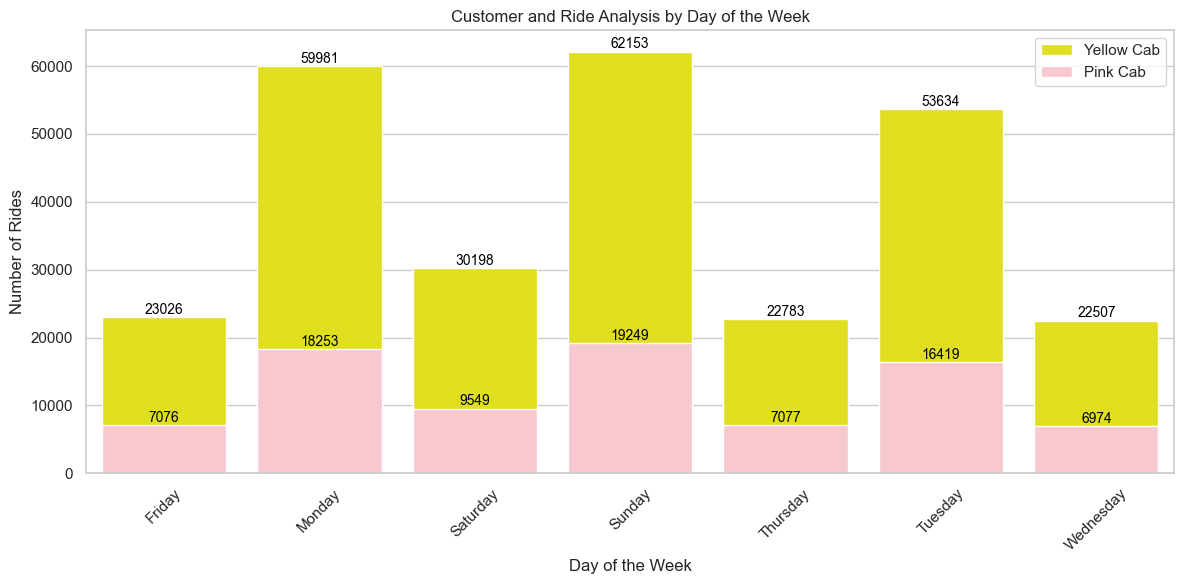 Customer and Ride Analysis by Day of the Week
Yellow Cab
Pink Cab
Number of Rides
60000
50000
40000
30000
20000
10000
0
23026
59981
30198
62153
22783
53634
22507
7076
18253
9549
19249
7077
16419
6974
Friday
Monday
Saturday
Sunday
Thursday
Tuesday
Wednesday
Day of the Week